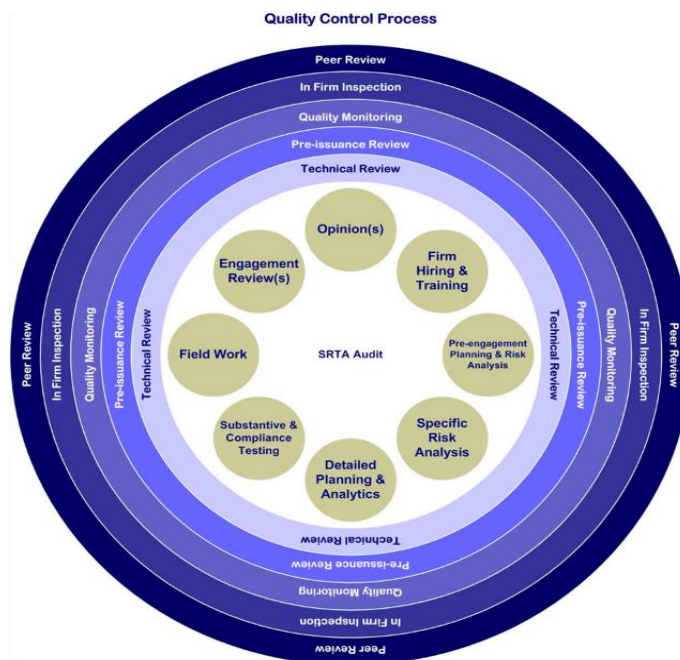 Quality Control Process
Peer Review
In Firm Inspection
Quality Monitoring
Pre-issuance Review
Technical Review
Opinion(s)
Firm
Hiring &
Training
Pre-engagement
Planning & Risk
Analysis
Specific
Risk
Analysis
Detailed
Planning &
Analytics
Substantive &
Compliance
Testing
Field Work
Engagement
Review(s)
SRTA Audit
Peer Review
In Firm Inspection
Quality Monitoring
Pre-issuance Review
Technical Review
Technical Review
Pre-issuance Review
Quality Monitoring
In Firm Inspection
Peer Review
Technical Review
Pre-issuance Review
Quality Monitoring
In Firm Inspection
Peer Review